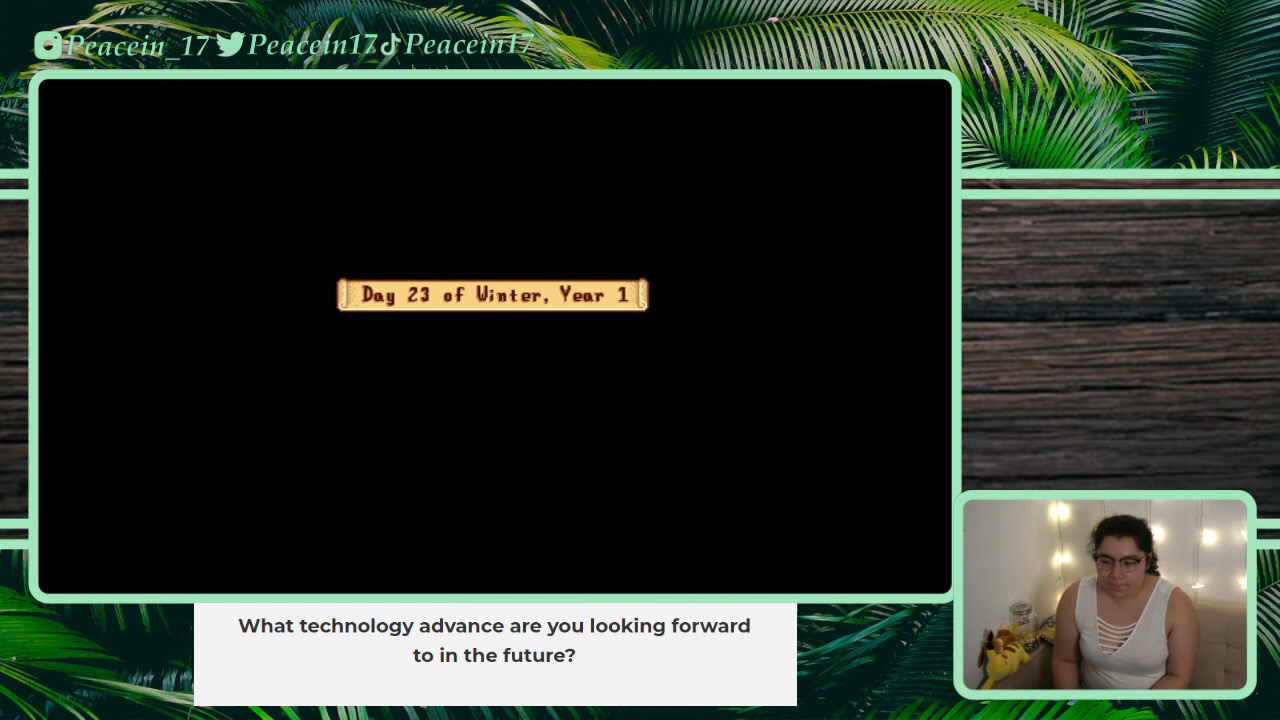 Peacein_17 Peacein17 Peacein17
Day 23 of Winter, Year 1
What technology advance are you looking forward
to in the future?